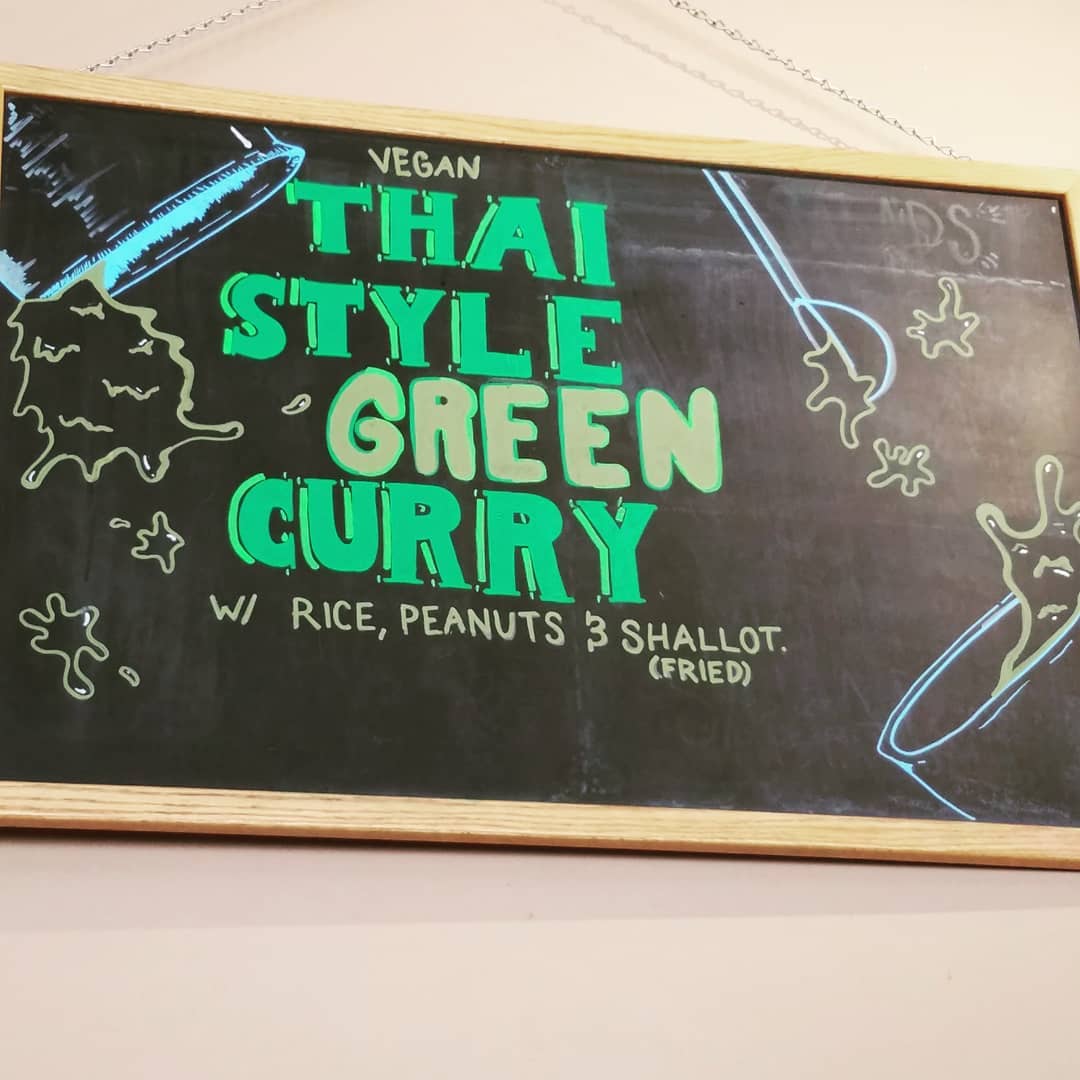 VEGAN
THAI
STYLE
GREEN
CURRY
W/ RICE, PEANUTS & SHALLOT.
(FRIED)